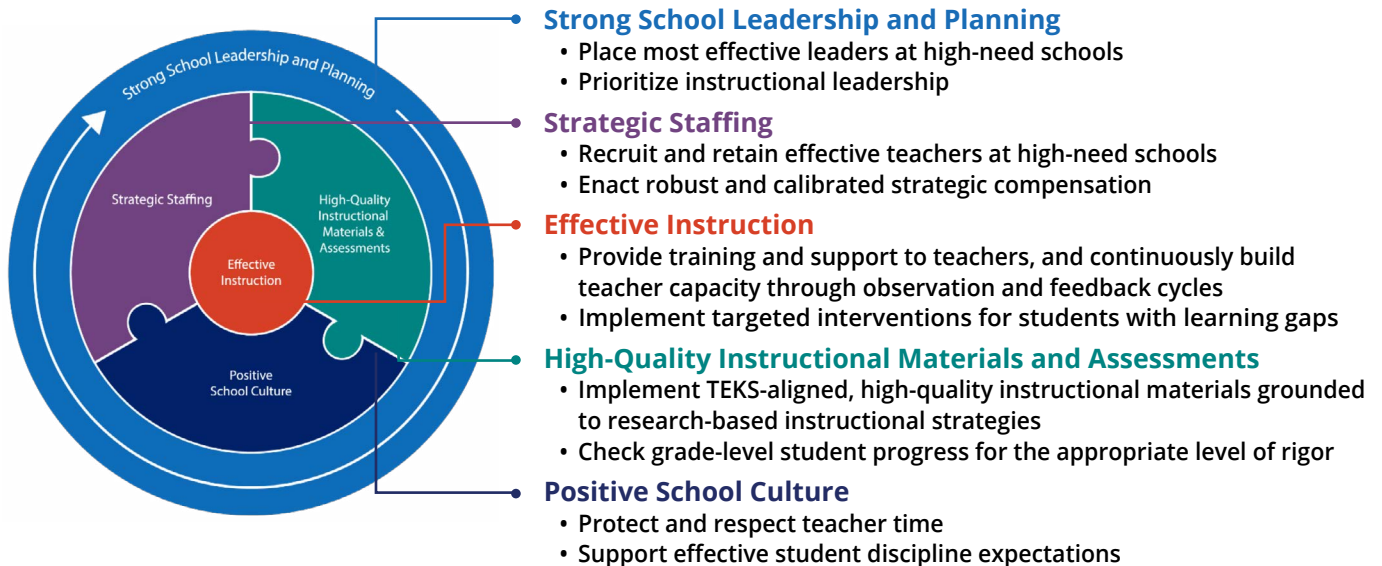 Strong School Leadership and Planning
Strategic Staffing
High-Quality
Instructional
Materials &
Assessments
Effective
Instruction
Positive
School Culture
Strong School Leadership and Planning
• Place most effective leaders at high-need schools
• Prioritize instructional leadership
Strategic Staffing
• Recruit and retain effective teachers at high-need schools
• Enact robust and calibrated strategic compensation
Effective Instruction
• Provide training and support to teachers, and continuously build
teacher capacity through observation and feedback cycles
• Implement targeted interventions for students with learning gaps
High-Quality Instructional Materials and Assessments
• Implement TEKS-aligned, high-quality instructional materials grounded
to research-based instructional strategies
• Check grade-level student progress for the appropriate level of rigor
Positive School Culture
• Protect and respect teacher time
• Support effective student discipline expectations